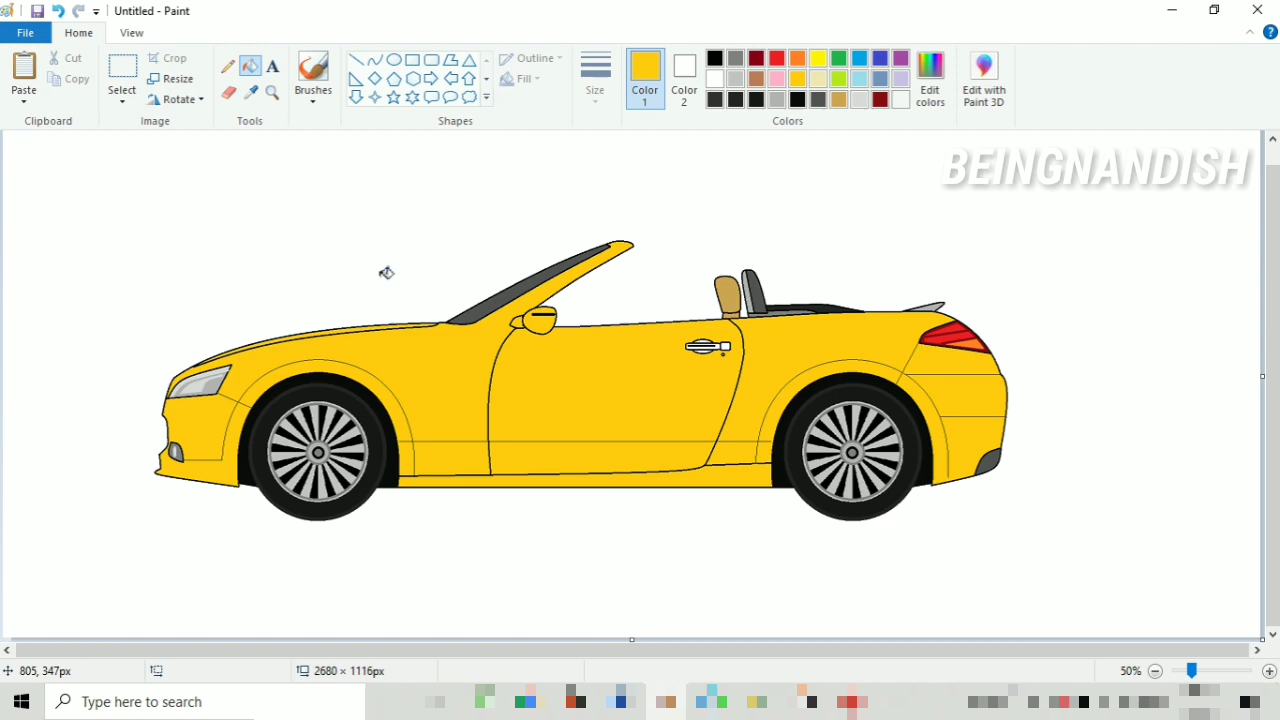 Untitled - Paint
File
Home
View
Paste
Cut
Copy
Clipboard
Select
Crop
Resize
Rotate
Image
A
Tools
Brushes
Outline
Fill
Shapes
Size
Color 1
Color 2
Edit colors
Colors
Edit with Paint 3D
BEINGNANDISH
805, 347px
2680 × 1116px
50%
Type here to search